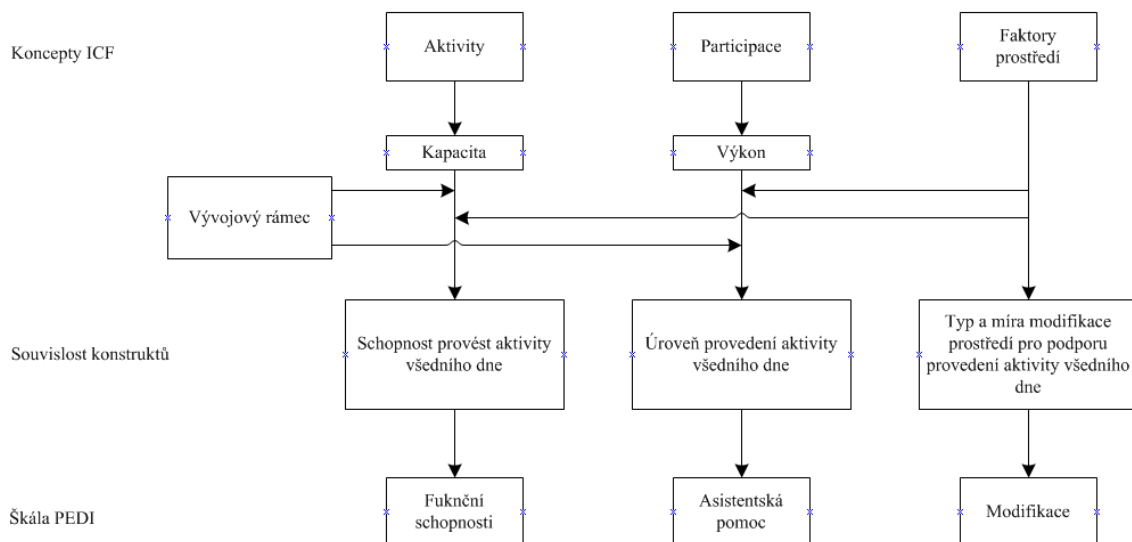 Koncepty ICF
Aktivity
Participace
Faktory
prostředí
Kapacita
Výkon
Vývojový rámec
Souvislost konstruktů
Schopnost provést aktivity
všedního dne
Úroveň provedení aktivity
všedního dne
Typ a míra modifikace
prostředí pro podporu
provedení aktivity všedního
dne
Škála PEDI
Fuknční
schopnosti
Asistentská
pomoc
Modifikace